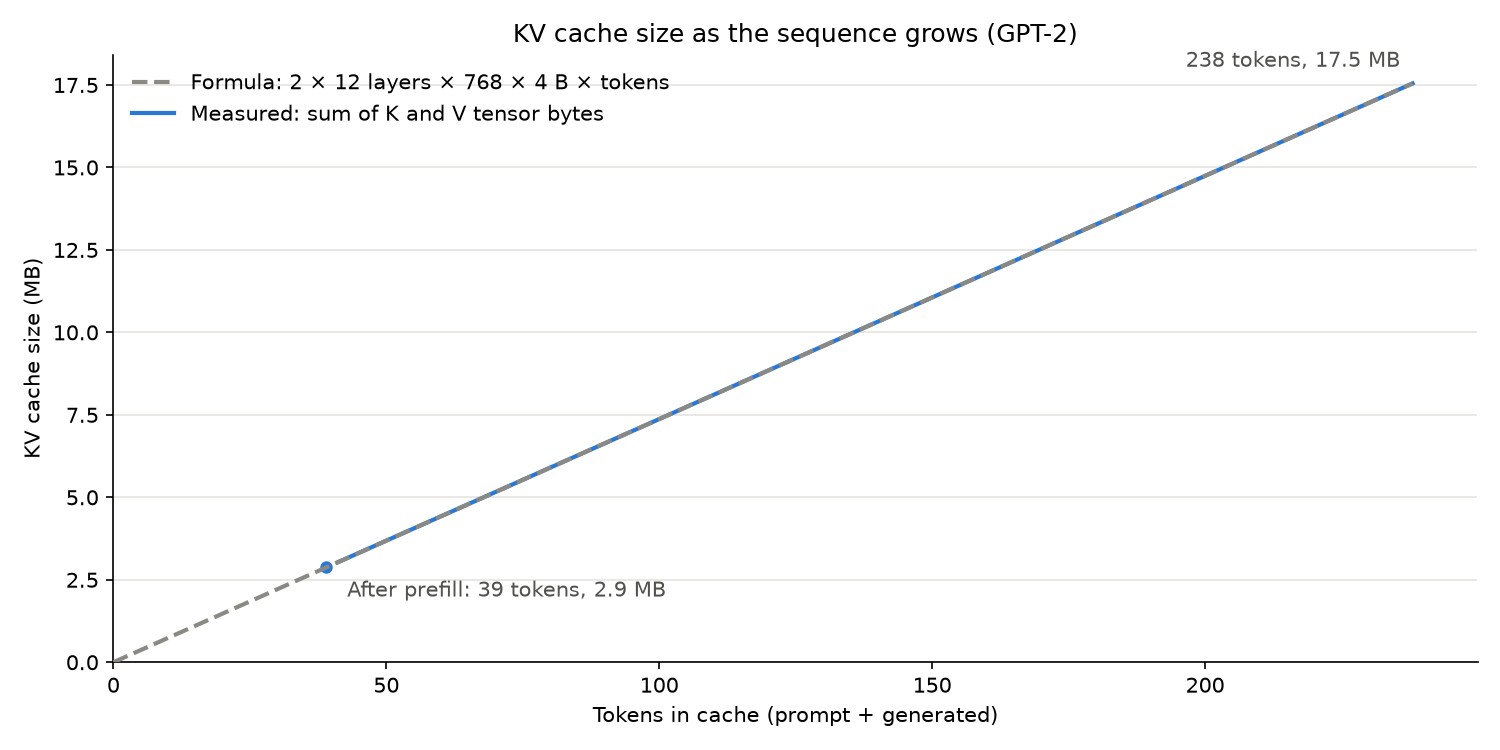 KV cache size as the sequence grows (GPT-2)
238 tokens, 17.5 MB
Formula: 2 × 12 layers × 768 × 4 B × tokens
Measured: sum of K and V tensor bytes
17.5
15.0
12.5
10.0
7.5
5.0
2.5
0.0
KV cache size (MB)
After prefill: 39 tokens, 2.9 MB
0
50
100
150
200
Tokens in cache (prompt + generated)